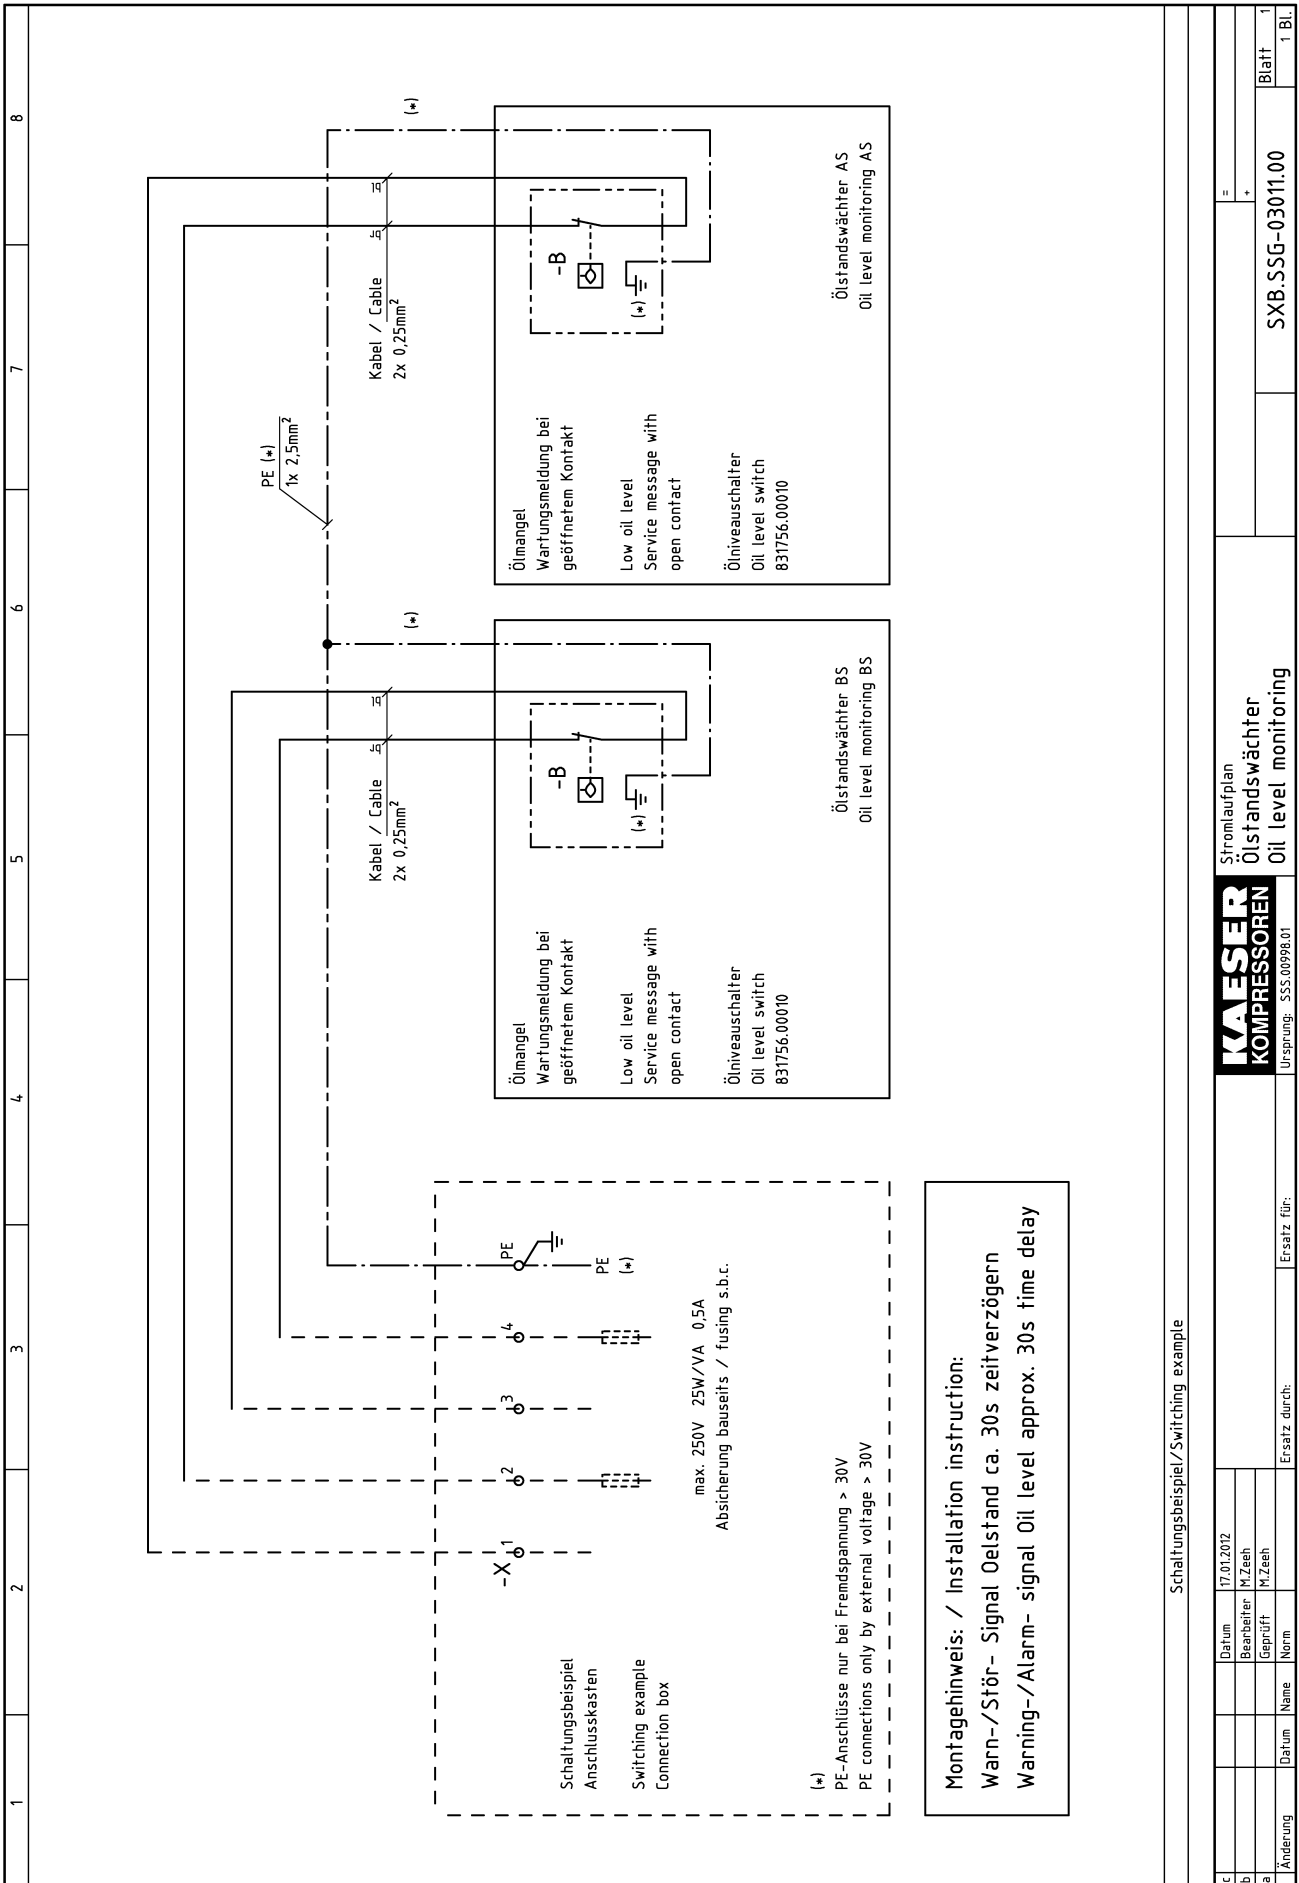 1
2
3
4
5
6
7
8
PE (*)
1x 2,5mm²
Kabel / Cable
2x 0,25mm²
br
bl
(*)
Kabel / Cable
2x 0,25mm²
br
bl
(*)
Schaltungsbeispiel
Anschlusskasten
Switching example
Connection box
-X
1
2
3
4
PE
PE
(*)
max. 250V 25W/VA 0,5A
Absicherung bauseits / fusing s.b.c.
(*)
PE-Anschlüsse nur bei Fremdspannung > 30V
PE connections only by external voltage > 30V
Ölmangel
Wartungsmeldung bei
geöffnetem Kontakt
Low oil level
Service message with
open contact
Ölniveauschalter
Oil level switch
831756.00010
-B
(*)
Ölstandswächter BS
Oil level monitoring BS
Ölmangel
Wartungsmeldung bei
geöffnetem Kontakt
Low oil level
Service message with
open contact
Ölniveauschalter
Oil level switch
831756.00010
-B
(*)
Ölstandswächter AS
Oil level monitoring AS
Montagehinweis: / Installation instruction:
Warn-/Stör- Signal Oelstand ca. 30s zeitverzögern
Warning-/Alarm- signal Oil level approx. 30s time delay
Schaltungsbeispiel/Switching example
c
b
a
Änderung
Datum
Name
Datum
17.01.2012
Bearbeiter
M.Zeeh
Geprüft
M.Zeeh
Norm
Ersatz durch:
Ersatz für:
KAESER
KOMPRESSOREN
Ursprung: SSS.00998.01
Stromlaufplan
Ölstandswächter
Oil level monitoring
=
+
SXB.SSG-03011.00
Blatt 1
1 Bl.